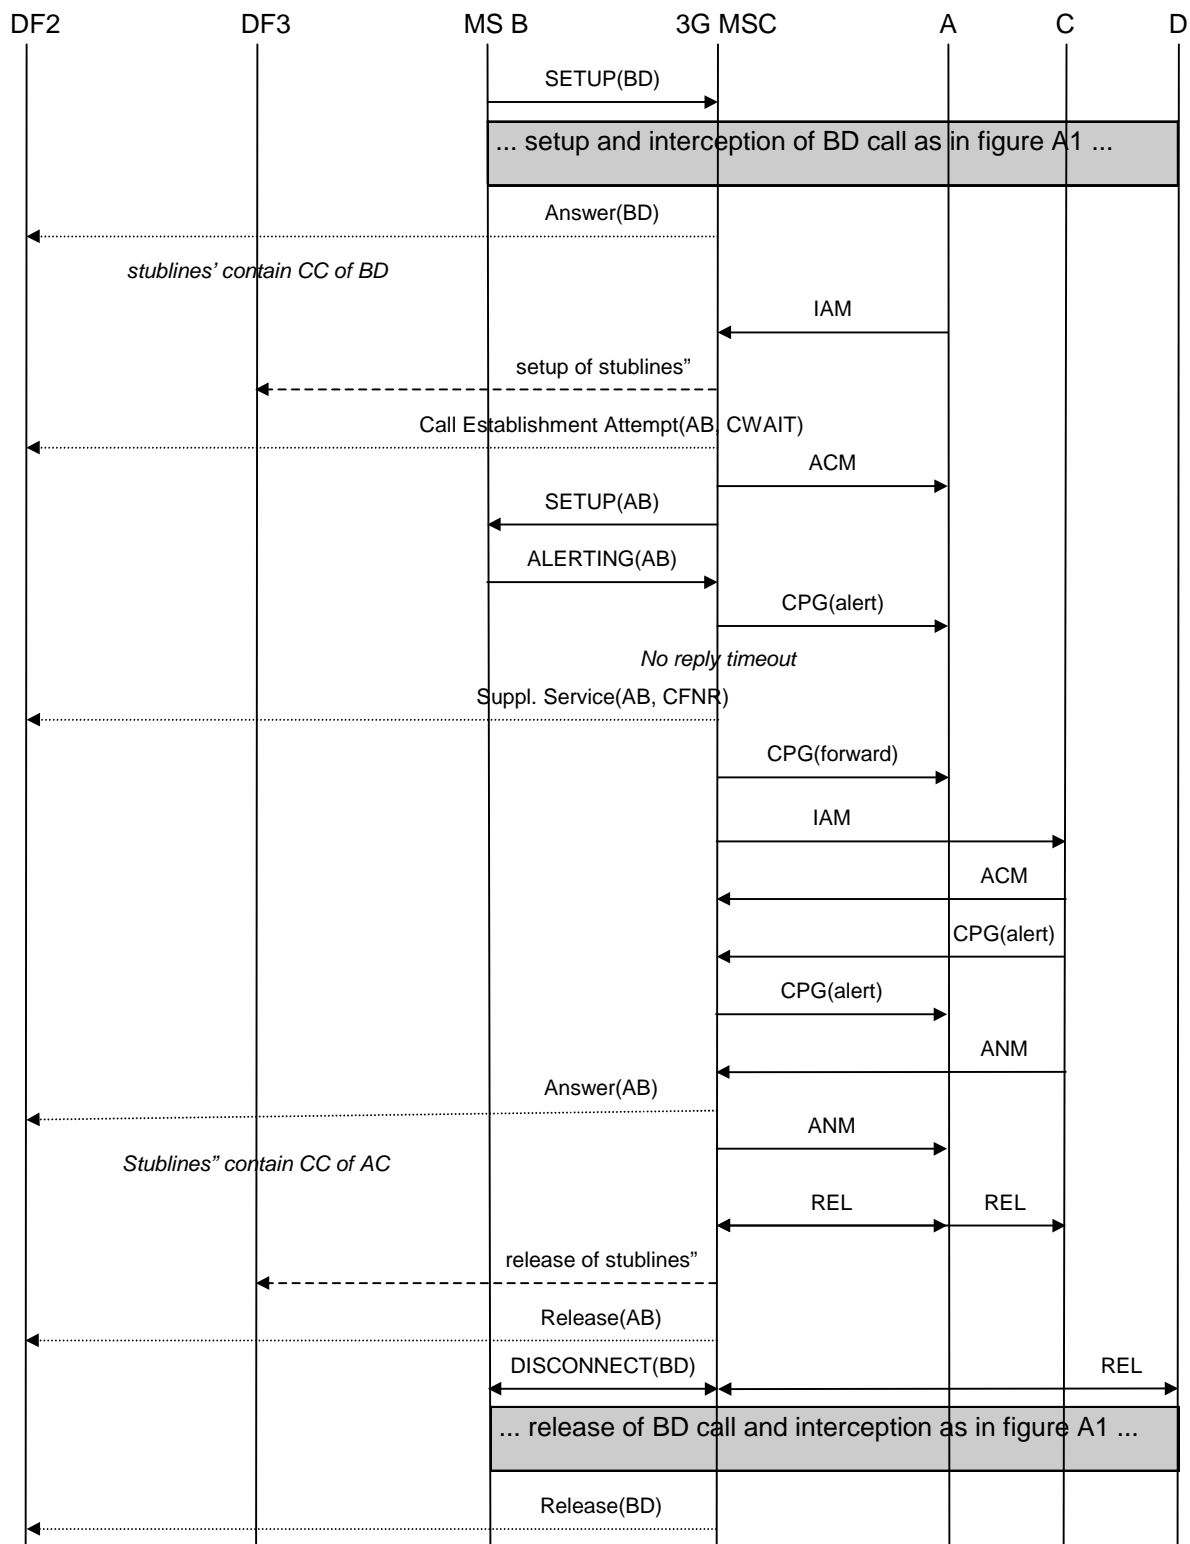 DF2 DF3 MS B 3G MSC A C D
SETUP(BD)
... setup and interception of BD call as in figure A1 ...
Answer(BD)
stublines’ contain CC of BD
IAM
setup of stublines”
Call Establishment Attempt(AB, CWAIT)
ACM
SETUP(AB)
ALERTING(AB)
CPG(alert)
No reply timeout
Suppl. Service(AB, CFNR)
CPG(forward)
IAM
ACM
CPG(alert)
CPG(alert)
ANM
Answer(AB)
ANM
Stublines” contain CC of AC
REL REL
release of stublines”
Release(AB)
DISCONNECT(BD) REL
... release of BD call and interception as in figure A1 ...
Release(BD)